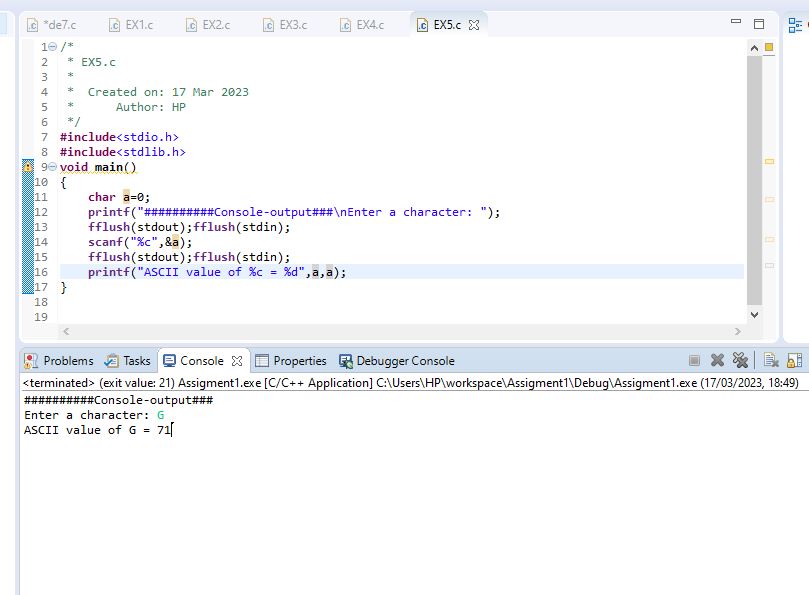 *de7.c EX1.c EX2.c EX3.c EX4.c EX5.c
1 /*
2 * EX5.c
3 *
4 * Created on: 17 Mar 2023
5 * Author: HP
6 */
7 #include<stdio.h>
8 #include<stdlib.h>
9 void main()
10 {
11 char a=0;
12 printf("##########Console-output###\nEnter a character: ");
13 fflush(stdout);fflush(stdin);
14 scanf("%c",&a);
15 fflush(stdout);fflush(stdin);
16 printf("ASCII value of %c = %d",a,a);
17 }
18
19
Problems Tasks Console Properties Debugger Console
<terminated> (exit value: 21) Assigment1.exe [C/C++ Application] C:\Users\HP\workspace\Assigment1\Debug\Assigment1.exe (17/03/2023, 18:49)
##########Console-output###
Enter a character: G
ASCII value of G = 71